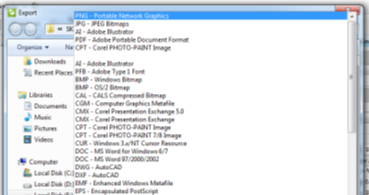 Export
PNG - Portable Network Graphics
JPG - JPEG Bitmaps
AI - Adobe Illustrator
PDF - Adobe Portable Document Format
CPT - Corel PHOTO-PAINT Image
Organize
AI - Adobe Illustrator
PFB - Adobe Type 1 Font
BMP - Windows Bitmap
BMP - OS/2 Bitmap
CAL - CALS Compressed Bitmap
CGM - Computer Graphics Metafile
CMX - Corel Presentation Exchange 5.0
CMX - Corel Presentation Exchange
CPT - Corel PHOTO-PAINT Image
CPT - Corel PHOTO-PAINT 7/8 Image
CUR - Windows 3.x/NT Cursor Resource
DOC - MS Word for Windows 6/7
DOC - MS Word 97/2000/2002
DWG - AutoCAD
DXF - AutoCAD
EMF - Enhanced Windows Metafile
EPS - Encapsulated PostScript
Downloads
Recent Places
Libraries
Documents
Music
Pictures
Videos
Computer
Local Disk (C:)
Local Disk (D:)
Local Disk (E:)